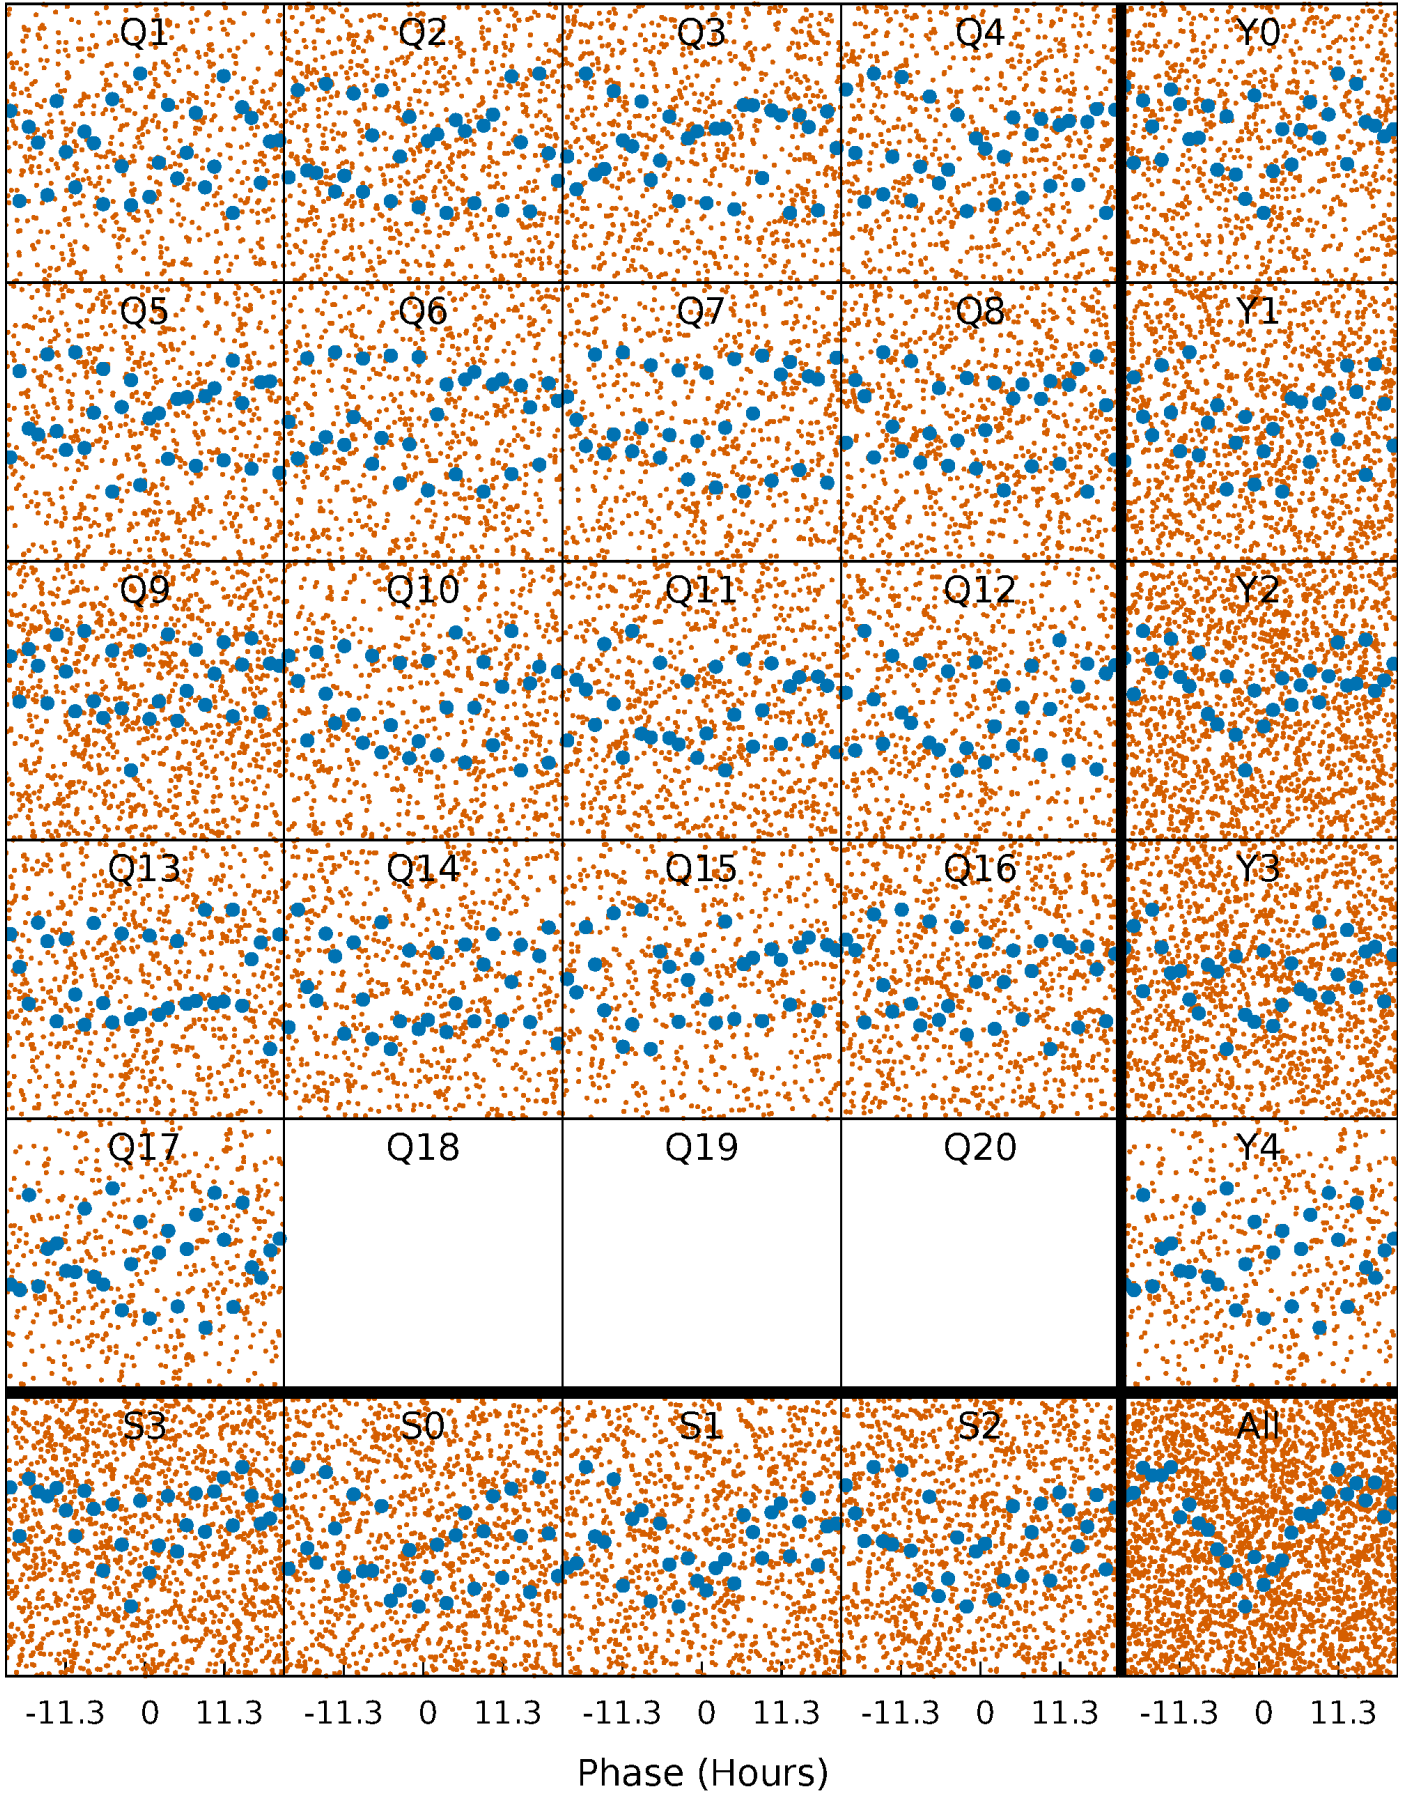 Q1 Q2 Q3 Q4 Y0
Q5 Q6 Q7 Q8 Y1
Q9 Q10 Q11 Q12 Y2
Q13 Q14 Q15 Q16 Y3
Q17 Q18 Q19 Q20 Y4
S3 S0 S1 S2 All
-11.3 0 11.3 -11.3 0 11.3 -11.3 0 11.3 -11.3 0 11.3 -11.3 0 11.3
Phase (Hours)